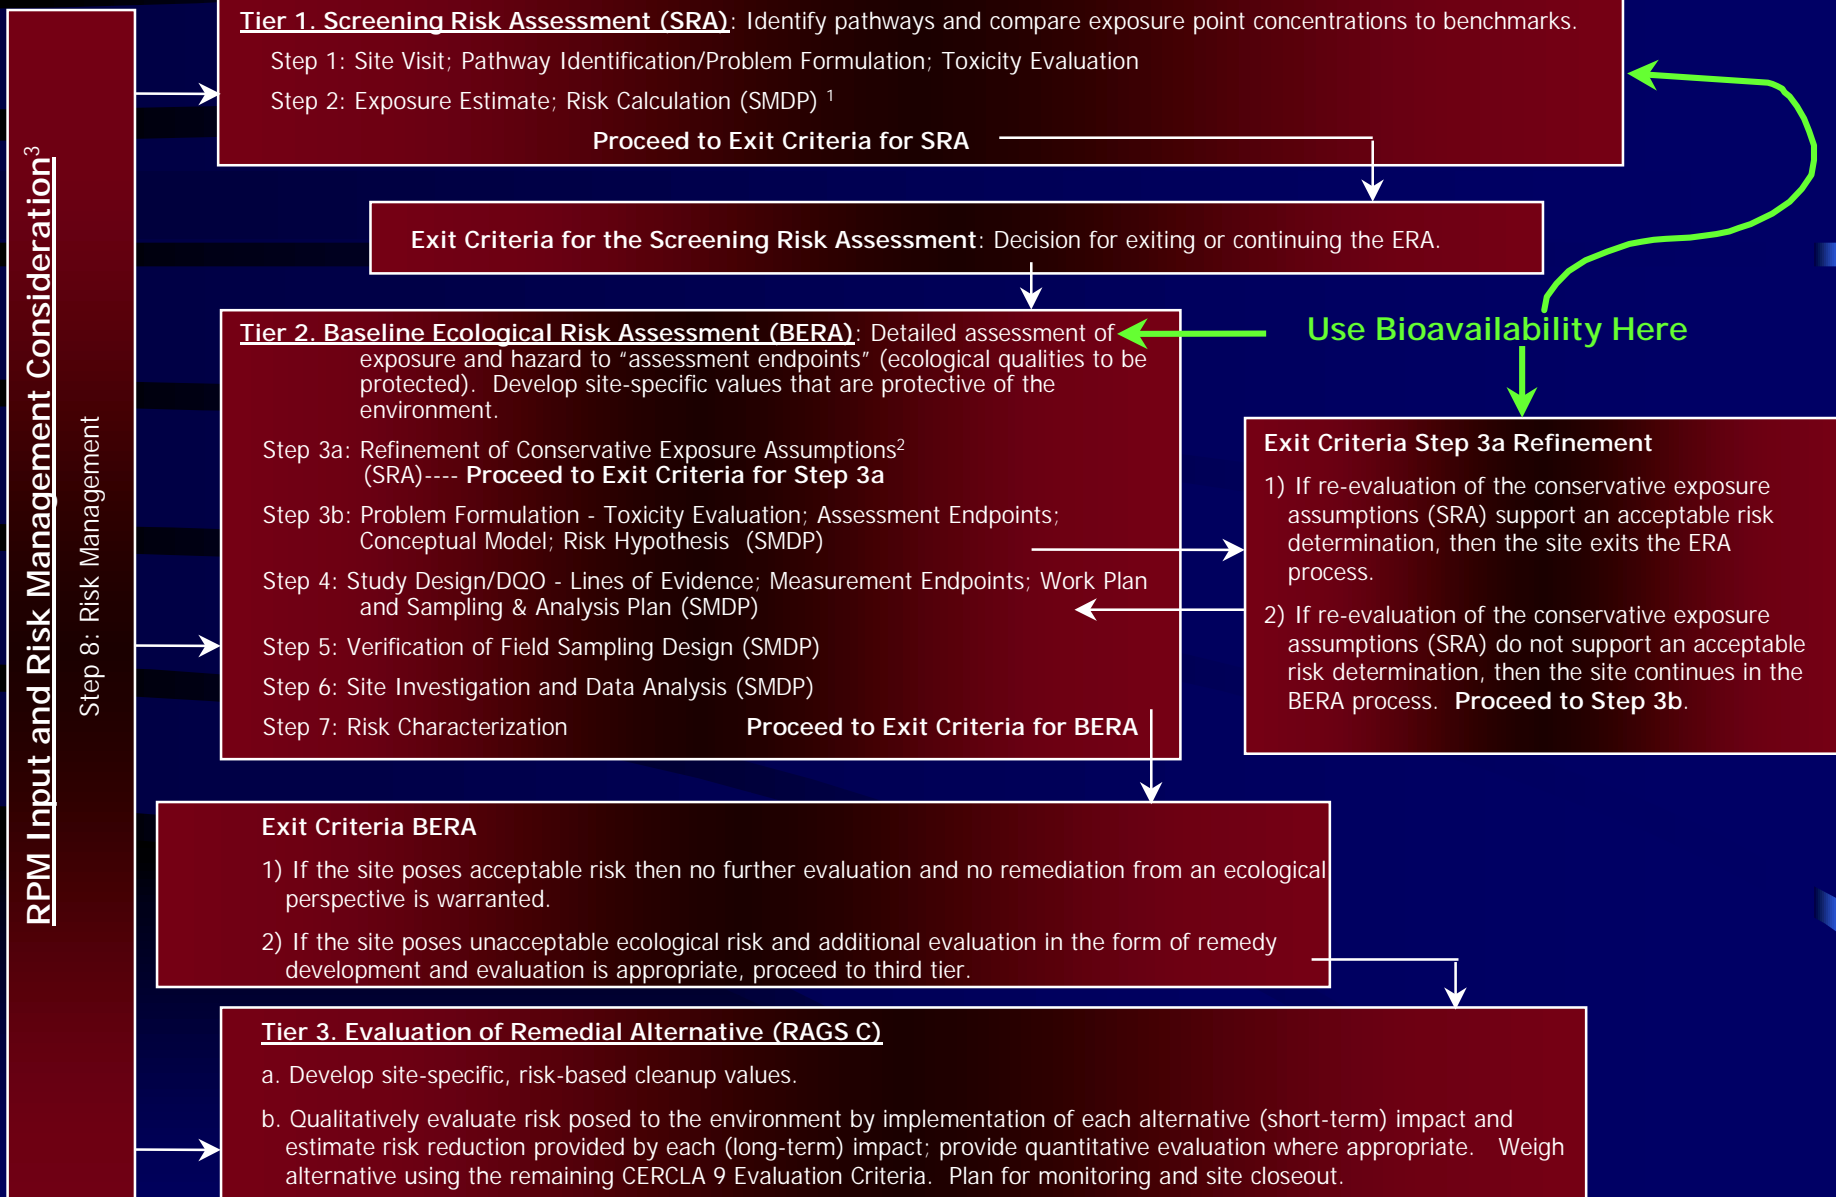 RPM Input and Risk Management Consideration3
Step 8: Risk Management
Tier 1. Screening Risk Assessment (SRA): Identify pathways and compare exposure point concentrations to benchmarks.
Step 1: Site Visit; Pathway Identification/Problem Formulation; Toxicity Evaluation
Step 2: Exposure Estimate; Risk Calculation (SMDP) 1
Proceed to Exit Criteria for SRA
Exit Criteria for the Screening Risk Assessment: Decision for exiting or continuing the ERA.
Tier 2. Baseline Ecological Risk Assessment (BERA): Detailed assessment of
exposure and hazard to “assessment endpoints” (ecological qualities to be
protected). Develop site-specific values that are protective of the
environment.
Step 3a: Refinement of Conservative Exposure Assumptions2
(SRA)---- Proceed to Exit Criteria for Step 3a
Step 3b: Problem Formulation - Toxicity Evaluation; Assessment Endpoints;
Conceptual Model; Risk Hypothesis (SMDP)
Step 4: Study Design/DQO - Lines of Evidence; Measurement Endpoints; Work Plan
and Sampling & Analysis Plan (SMDP)
Step 5: Verification of Field Sampling Design (SMDP)
Step 6: Site Investigation and Data Analysis (SMDP)
Step 7: Risk Characterization Proceed to Exit Criteria for BERA
Use Bioavailability Here
Exit Criteria Step 3a Refinement
1) If re-evaluation of the conservative exposure
assumptions (SRA) support an acceptable risk
determination, then the site exits the ERA
process.
2) If re-evaluation of the conservative exposure
assumptions (SRA) do not support an acceptable
risk determination, then the site continues in the
BERA process. Proceed to Step 3b.
Exit Criteria BERA
1) If the site poses acceptable risk then no further evaluation and no remediation from an ecological
perspective is warranted.
2) If the site poses unacceptable ecological risk and additional evaluation in the form of remedy
development and evaluation is appropriate, proceed to third tier.
Tier 3. Evaluation of Remedial Alternative (RAGS C)
a. Develop site-specific, risk-based cleanup values.
b. Qualitatively evaluate risk posed to the environment by implementation of each alternative (short-term) impact and
estimate risk reduction provided by each (long-term) impact; provide quantitative evaluation where appropriate. Weigh
alternative using the remaining CERCLA 9 Evaluation Criteria. Plan for monitoring and site closeout.